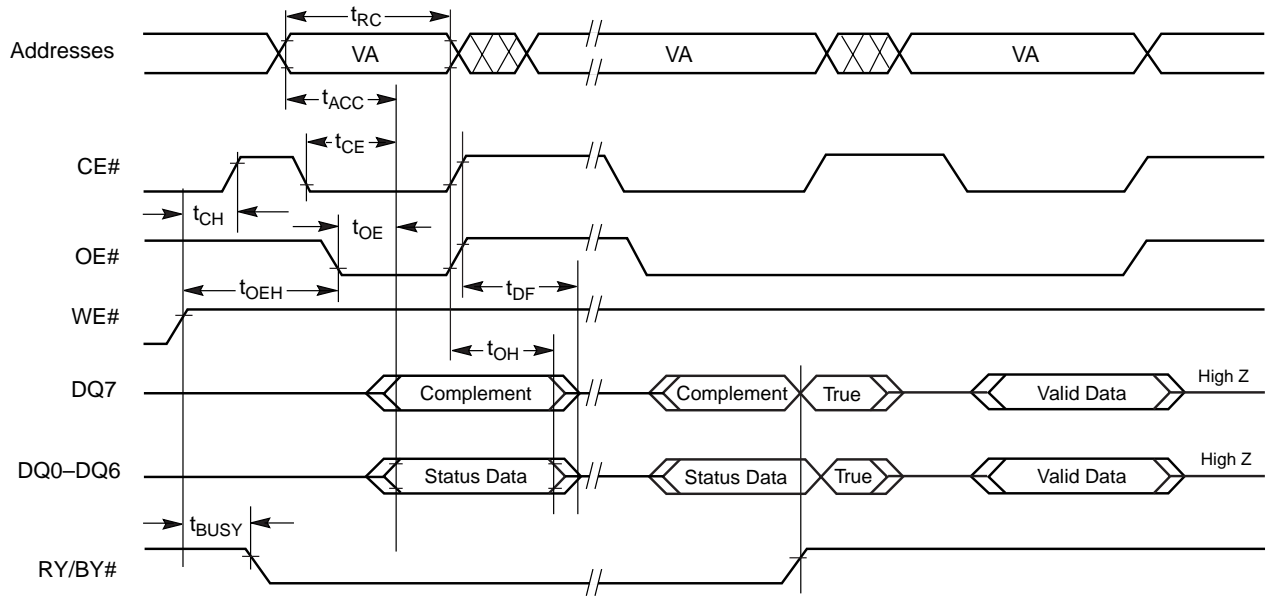 tRC
Addresses VA VA VA
tACC
tCE
CE#
tCH tOE
OE#
tOEH tDF
WE#
tOH
DQ7 Complement Complement True Valid Data High Z
DQ0–DQ6 Status Data Status Data True Valid Data High Z
tBUSY
RY/BY#